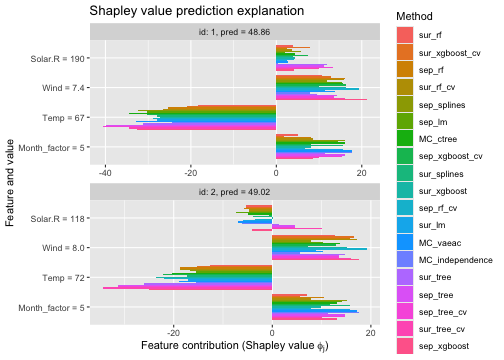 Shapley value prediction explanation
id: 1, pred = 48.86
Solar.R = 190
Wind = 7.4
Temp = 67
Month_factor = 5
-40
-20
0
20
id: 2, pred = 49.02
Solar.R = 118
Wind = 8.0
Temp = 72
Month_factor = 5
-20
0
20
Feature contribution (Shapley value ϕj)
Feature and value
Method
sur_rf
sur_xgboost_cv
sep_rf
sur_rf_cv
sep_splines
sep_lm
MC_ctree
sep_xgboost_cv
sur_splines
sur_xgboost
sep_rf_cv
sur_lm
MC_vaeac
MC_independence
sur_tree
sep_tree
sep_tree_cv
sur_tree_cv
sep_xgboost